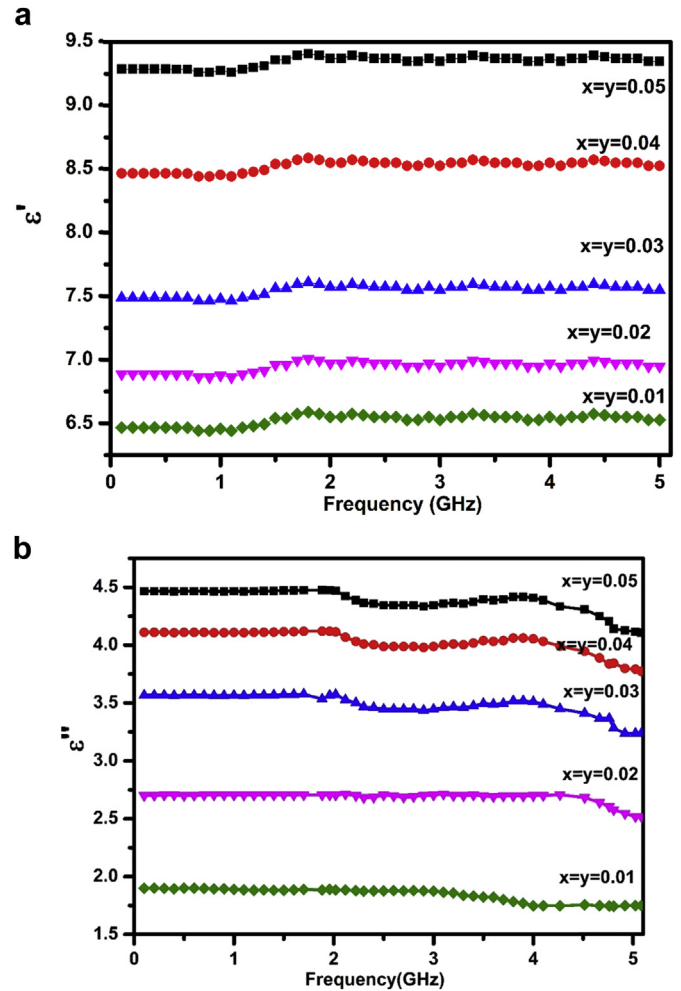 a
9.5
9.0
8.5
8.0
7.5
7.0
6.5
ε'
x=y=0.05
x=y=0.04
x=y=0.03
x=y=0.02
x=y=0.01
0 1 2 3 4 5
Frequency (GHz)
b
4.5
4.0
3.5
3.0
2.5
2.0
1.5
ε"
x=y=0.05
x=y=0.04
x=y=0.03
x=y=0.02
x=y=0.01
0 1 2 3 4 5
Frequency(GHz)